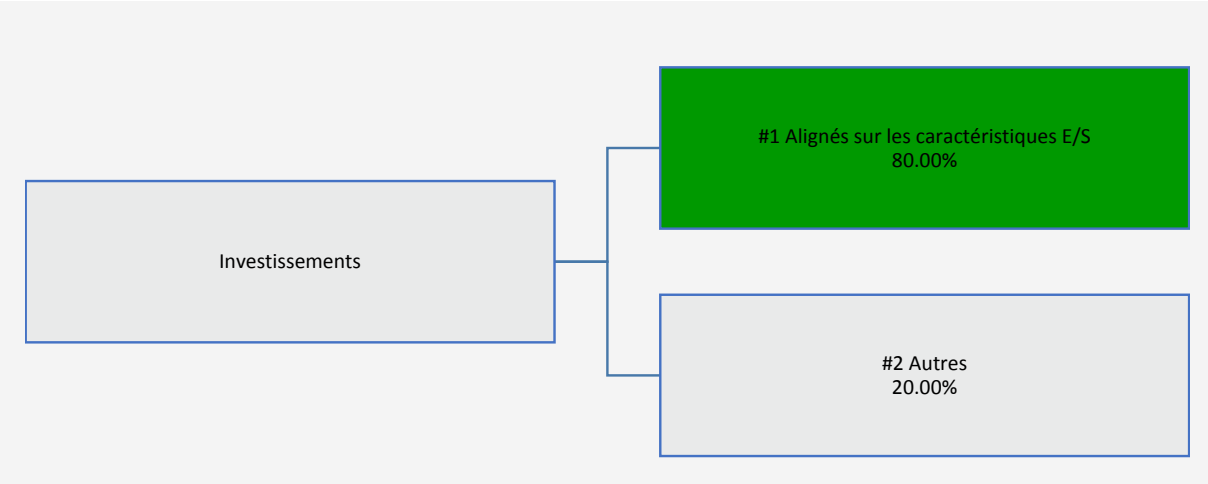 Investissements
#1 Alignés sur les caractéristiques E/S
80.00%
#2 Autres
20.00%